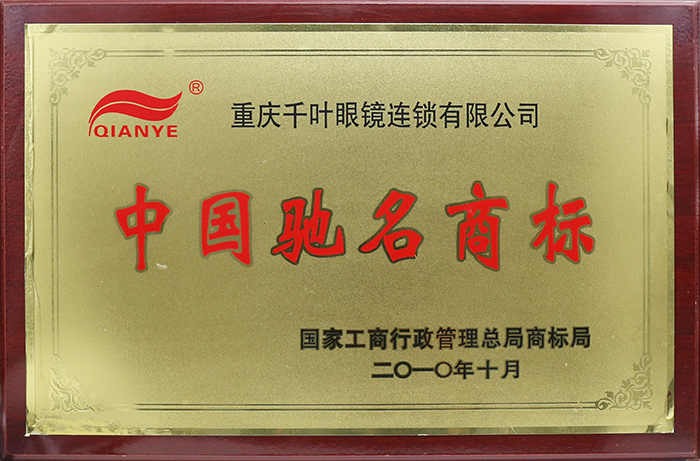 QIANYE®
重庆千叶眼镜连锁有限公司
中国驰名商标
国家工商行政管理总局商标局
二〇一〇年十月